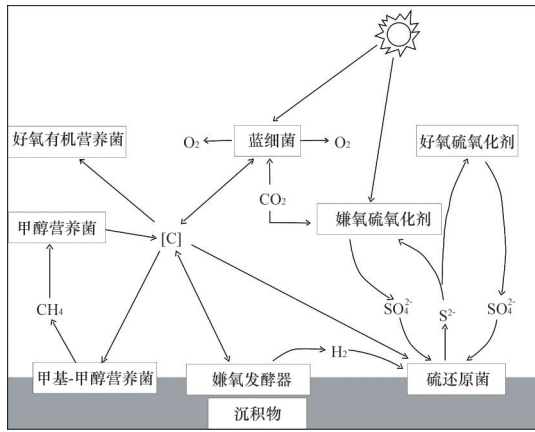 O₂
蓝细菌
O₂
好氧有机营养菌
好氧硫氧化剂
CO₂
嫌氧硫氧化剂
甲醇营养菌
[C]
CH₄
SO₄²⁻
S²⁻
SO₄²⁻
H₂
甲基-甲醇营养菌
嫌氧发酵器
硫还原菌
沉积物